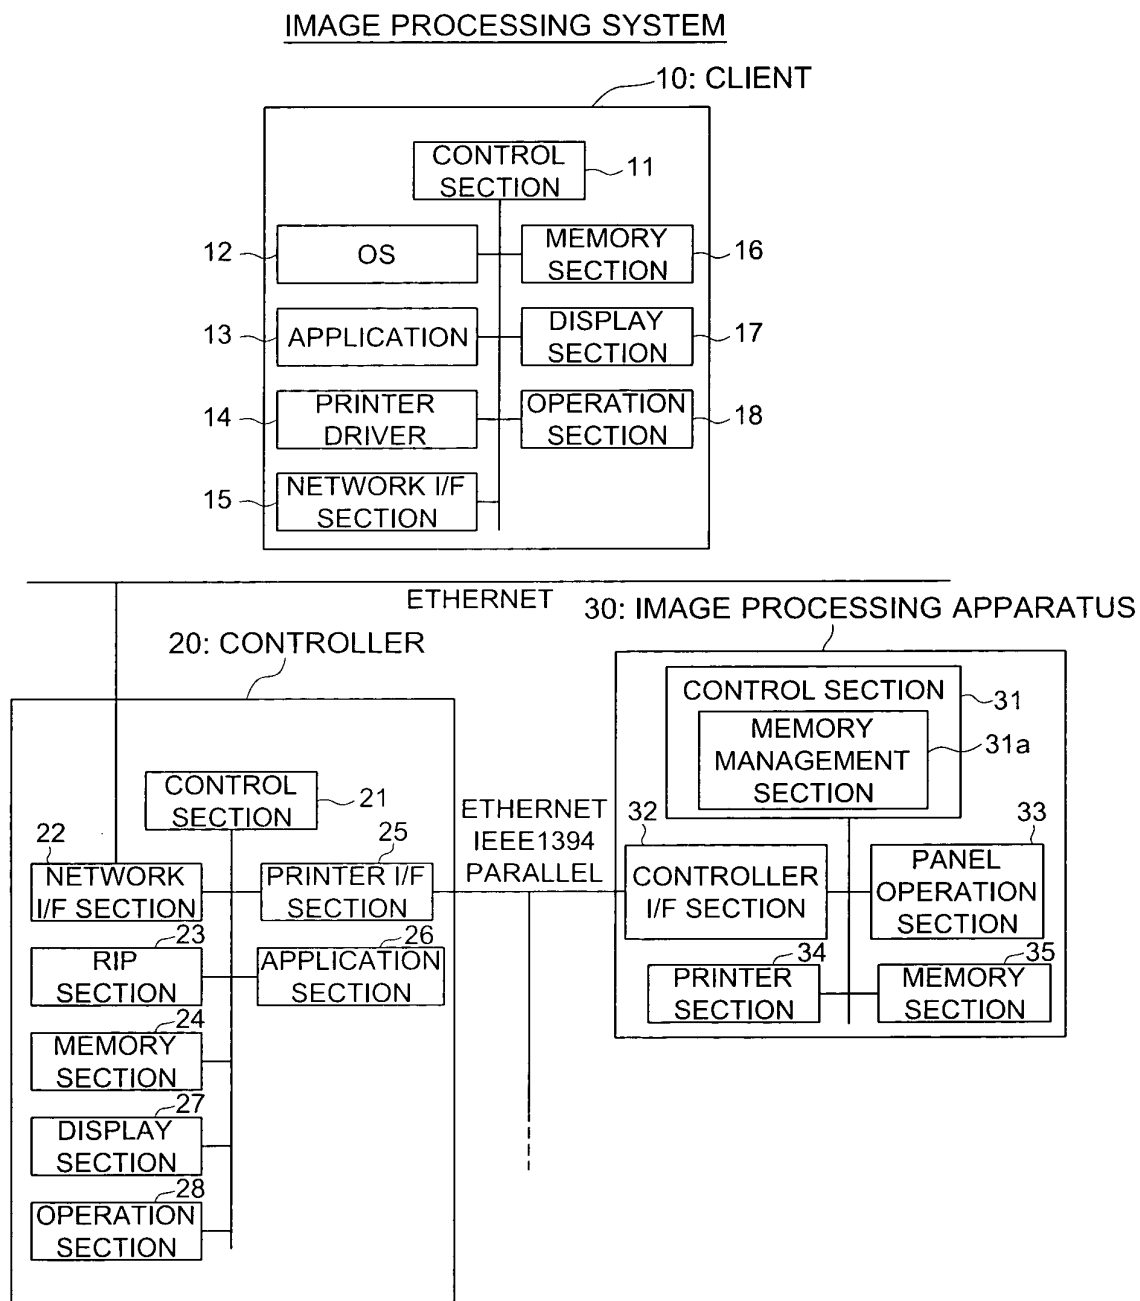 IMAGE PROCESSING SYSTEM
10: CLIENT
CONTROL
SECTION
11
12
OS
MEMORY
SECTION
16
13
APPLICATION
DISPLAY
SECTION
17
14
PRINTER
DRIVER
OPERATION
SECTION
18
15
NETWORK I/F
SECTION
ETHERNET
30: IMAGE PROCESSING APPARATUS
20: CONTROLLER
CONTROL SECTION
31
MEMORY
MANAGEMENT
SECTION
31a
CONTROL
SECTION
21
ETHERNET
IEEE1394
PARALLEL
22
NETWORK
I/F SECTION
25
PRINTER I/F
SECTION
32
CONTROLLER
I/F SECTION
33
PANEL
OPERATION
SECTION
23
RIP
SECTION
26
APPLICATION
SECTION
34
PRINTER
SECTION
35
MEMORY
SECTION
24
MEMORY
SECTION
27
DISPLAY
SECTION
28
OPERATION
SECTION